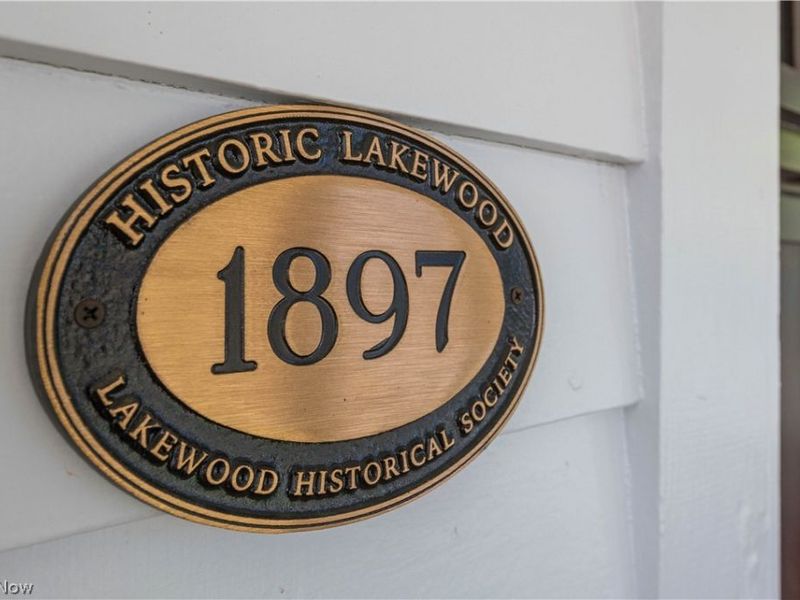 HISTORIC LAKEWOOD
1897
LAKEWOOD HISTORICAL SOCIETY
Now